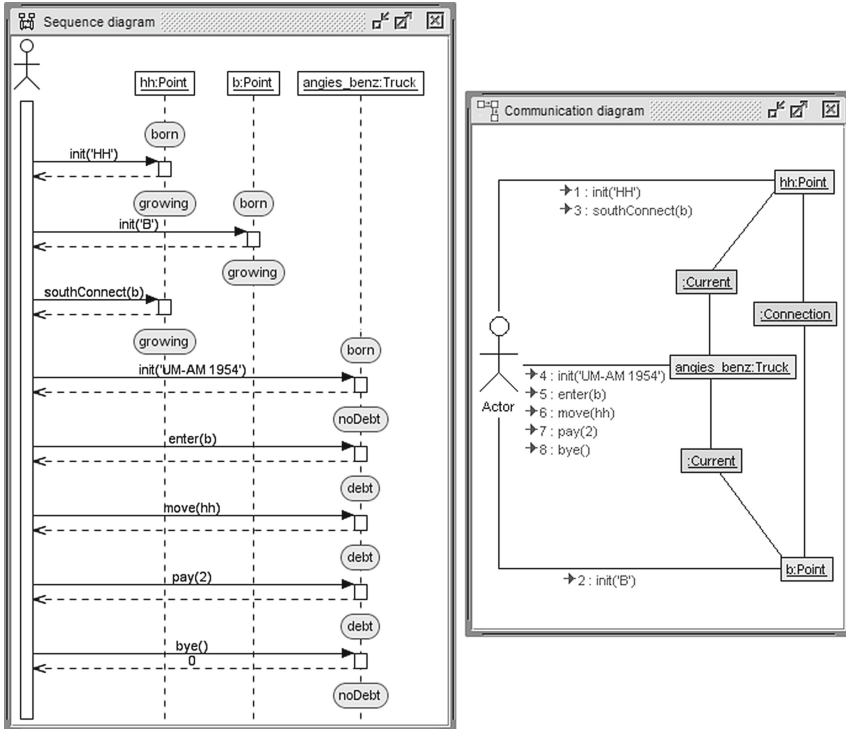 Sequence diagram
hh:Point
b:Point
angies_benz:Truck
born
init('HH')
growing
born
init('B')
growing
southConnect(b)
growing
born
init('UM-AM 1954')
noDebt
enter(b)
debt
move(hh)
debt
pay(2)
debt
bye()
0
noDebt
Communication diagram
1 : init('HH')
3 : southConnect(b)
hh:Point
:Current
:Connection
Actor
angies_benz:Truck
4 : init('UM-AM 1954')
5 : enter(b)
6 : move(hh)
7 : pay(2)
8 : bye()
:Current
b:Point
2 : init('B')